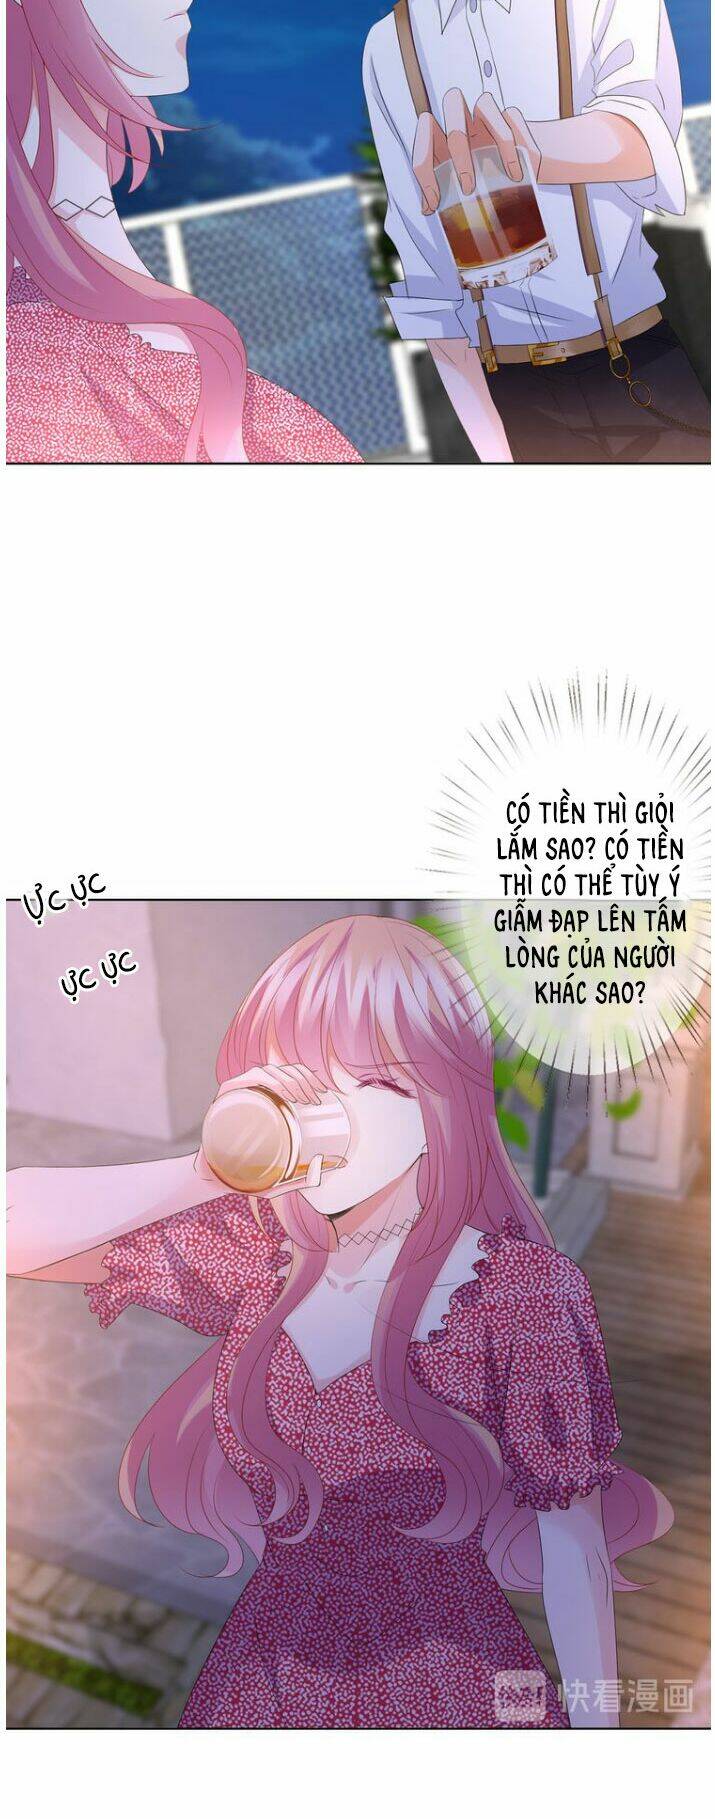 CÓ TIỀN THÌ GIỎI
LẮM SAO? CÓ TIỀN
THÌ CÓ THỂ TÙY Ý
GIẪM ĐẠP LÊN TẤM
LÒNG CỦA NGƯỜI
KHÁC SAO?
ỰC ỰC
ỰC ỰC
快看漫画